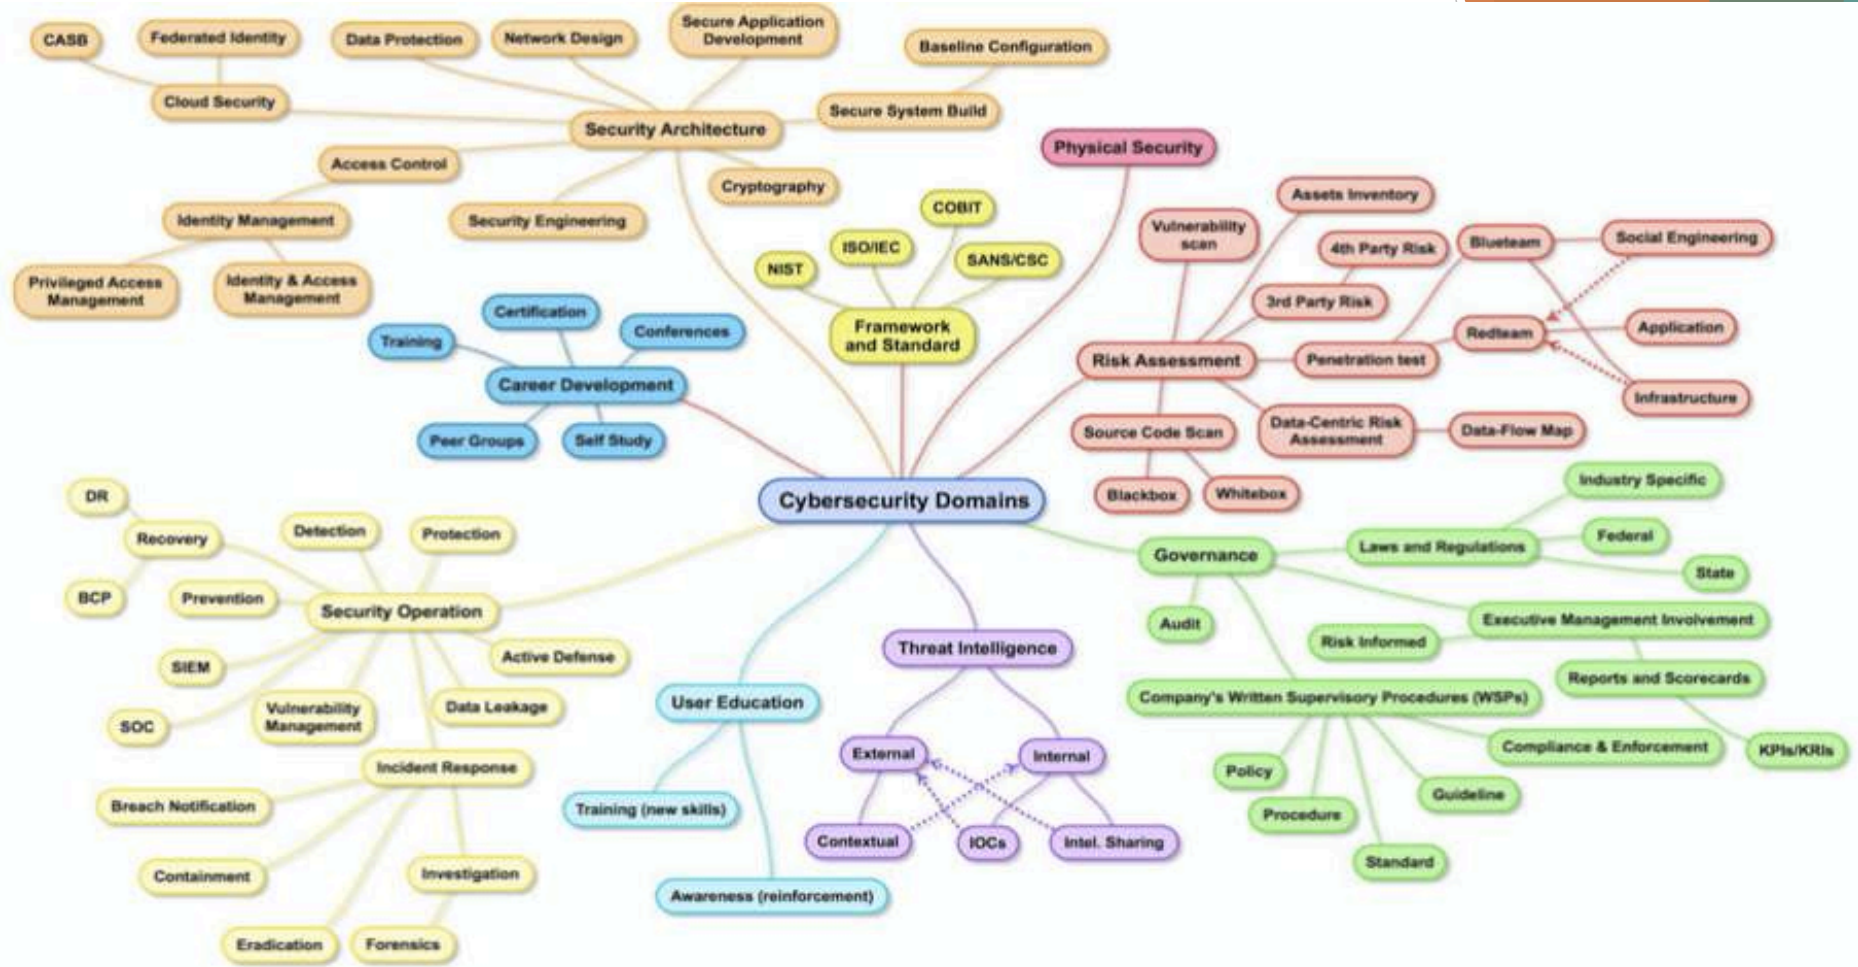 CASB
Federated Identity
Data Protection
Network Design
Secure Application
Development
Baseline Configuration
Cloud Security
Secure System Build
Security Architecture
Physical Security
Access Control
Cryptography
Assets Inventory
Identity Management
Security Engineering
COBIT
Vulnerability
scan
ISO/IEC
4th Party Risk
Blueteam
Social Engineering
NIST
SANS/CSC
Privileged Access
Management
Identity & Access
Management
3rd Party Risk
Certification
Training
Conferences
Framework
and Standard
Redteam
Application
Risk Assessment
Penetration test
Career Development
Infrastructure
Peer Groups
Self Study
Source Code Scan
Data-Centric Risk
Assessment
Data-Flow Map
Blackbox
Whitebox
Cybersecurity Domains
Industry Specific
DR
Recovery
Detection
Protection
Governance
Laws and Regulations
Federal
State
BCP
Prevention
Security Operation
Audit
Executive Management Involvement
Risk Informed
SIEM
Active Defense
Threat Intelligence
Reports and Scorecards
Vulnerability
Management
Data Leakage
User Education
Company's Written Supervisory Procedures (WSPs)
SOC
External
Internal
Compliance & Enforcement
KPIs/KRIs
Incident Response
Policy
Guideline
Breach Notification
Training (new skills)
Procedure
Contextual
IOCs
Intel. Sharing
Standard
Containment
Investigation
Awareness (reinforcement)
Eradication
Forensics